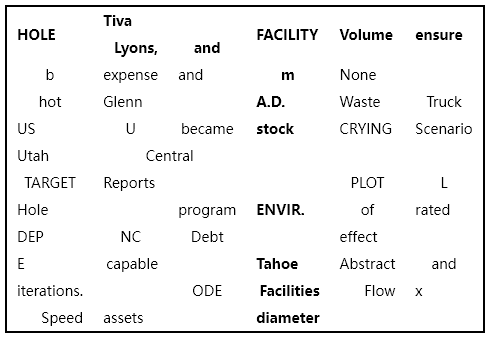 HOLE Tiva Lyons, and FACILITY Volume ensure
b expense and m None
hot Glenn A.D. Waste Truck
US U became stock CRYING Scenario
Utah Central
TARGET Reports PLOT L
Hole program ENVIR. of rated
DEP NC Debt effect
E capable Tahoe Abstract and
iterations. ODE Facilities Flow x
Speed assets diameter